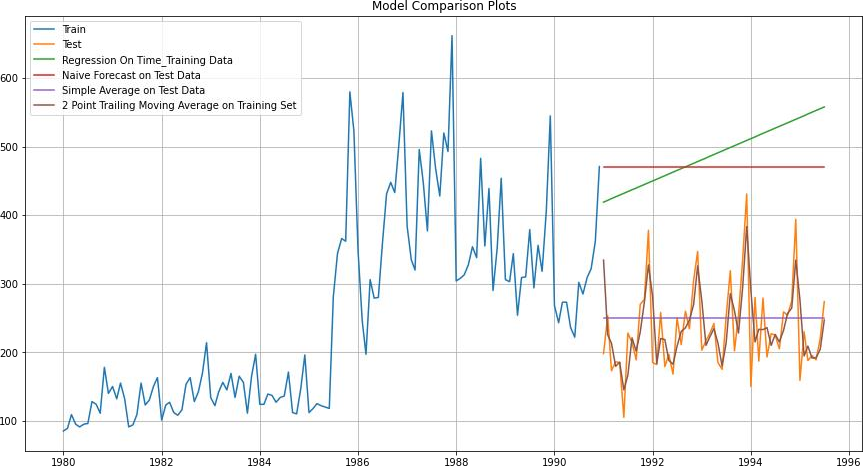 Model Comparison Plots
Train
Test
Regression On Time_Training Data
Naive Forecast on Test Data
Simple Average on Test Data
2 Point Trailing Moving Average on Training Set
600
500
400
300
200
100
1980 1982 1984 1986 1988 1990 1992 1994 1996